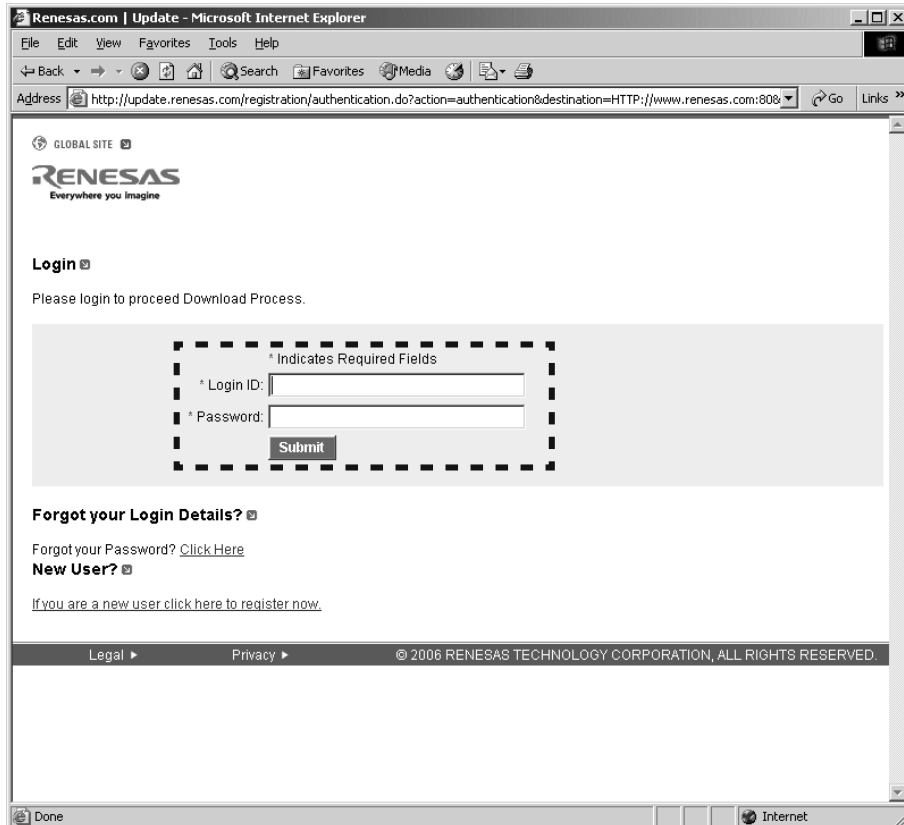 Renesas.com | Update - Microsoft Internet Explorer
File Edit View Favorites Tools Help
Back Search Favorites Media
Address http://update.renesas.com/registration/authentication.do?action=authentication&destination=HTTP://www.renesas.com:80& Go Links »
GLOBAL SITE
RENESAS
Everywhere you imagine
Login
Please login to proceed Download Process.
* Indicates Required Fields
* Login ID:
* Password:
Submit
Forgot your Login Details?
Forgot your Password? Click Here
New User?
If you are a new user click here to register now.
Legal Privacy © 2006 RENESAS TECHNOLOGY CORPORATION, ALL RIGHTS RESERVED.
Done Internet